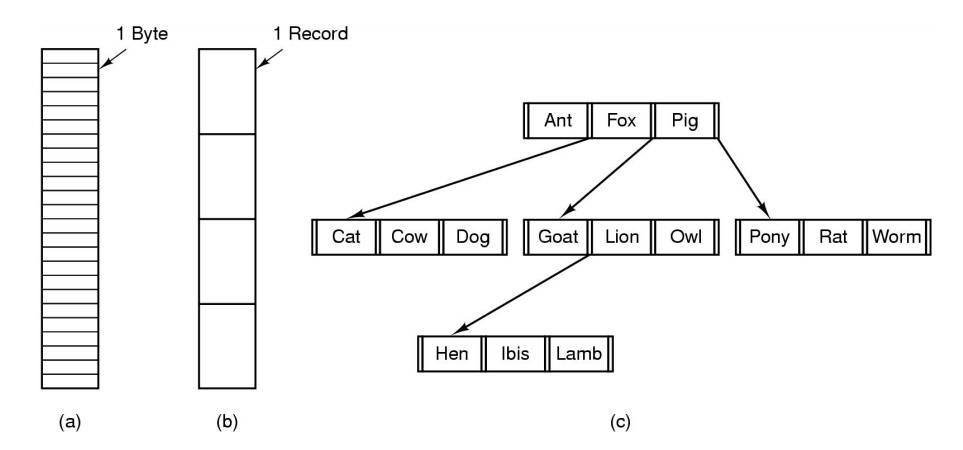 1 Byte
1 Record
Ant Fox Pig
Cat Cow Dog
Goat Lion Owl
Pony Rat Worm
Hen Ibis Lamb
(a)
(b)
(c)